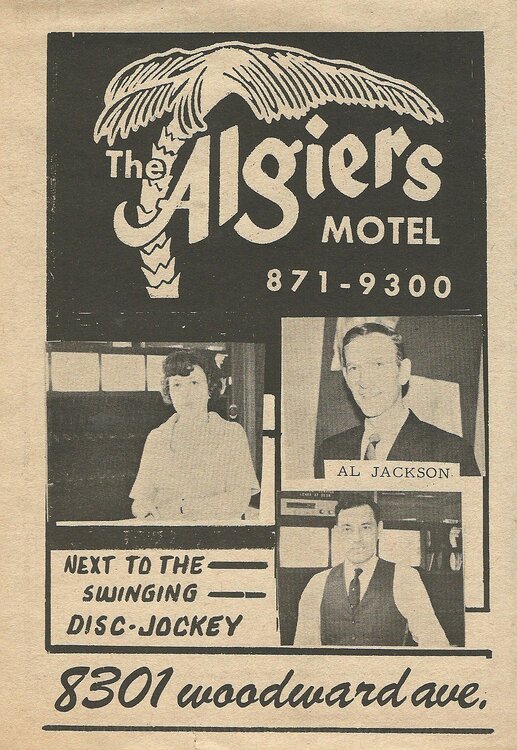 The Algiers
MOTEL
871-9300
AL JACKSON
NEXT TO THE
SWINGING
DISC-JOCKEY
8301 woodward ave.